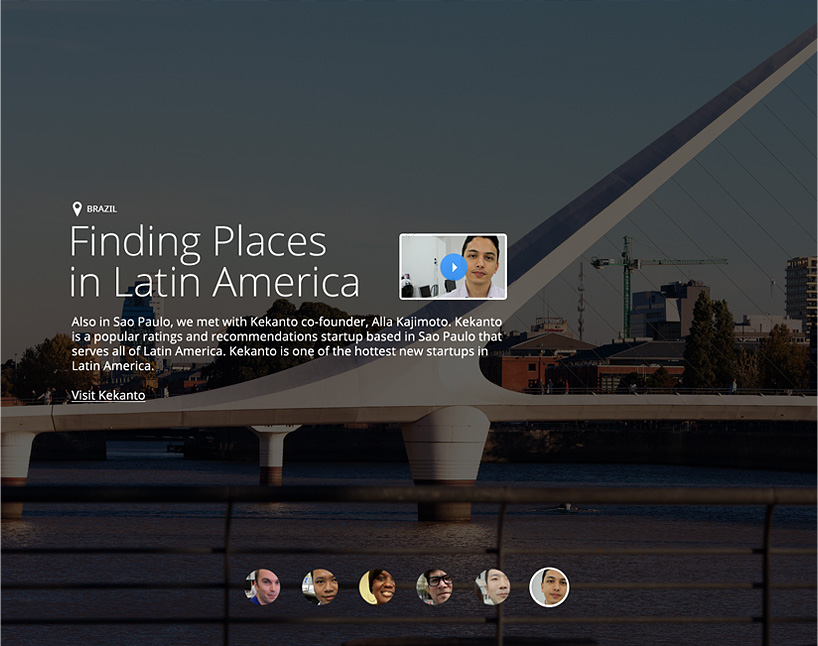 BRAZIL
Finding Places
in Latin America
Also in Sao Paulo, we met with Kekanto co-founder, Alla Kajimoto. Kekanto
is a popular ratings and recommendations startup based in Sao Paulo that
serves all of Latin America. Kekanto is one of the hottest new startups in
Latin America.
Visit Kekanto